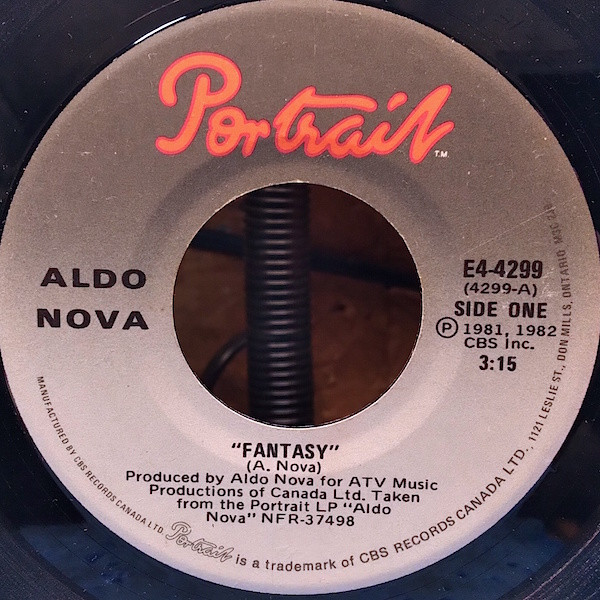 Portrait
T.M.
ALDO
NOVA
E4-4299
(4299-A)
SIDE ONE
Ⓟ 1981, 1982
CBS Inc.
3:15
"FANTASY"
(A. Nova)
Produced by Aldo Nova for ATV Music
Productions of Canada Ltd. Taken
from the Portrait LP "Aldo
Nova" NFR-37498
MANUFACTURED BY CBS RECORDS CANADA LTD., 1121 LESLIE ST., DON MILLS, ONTARIO M3C
Portrait is a trademark of CBS RECORDS CANADA LTD.